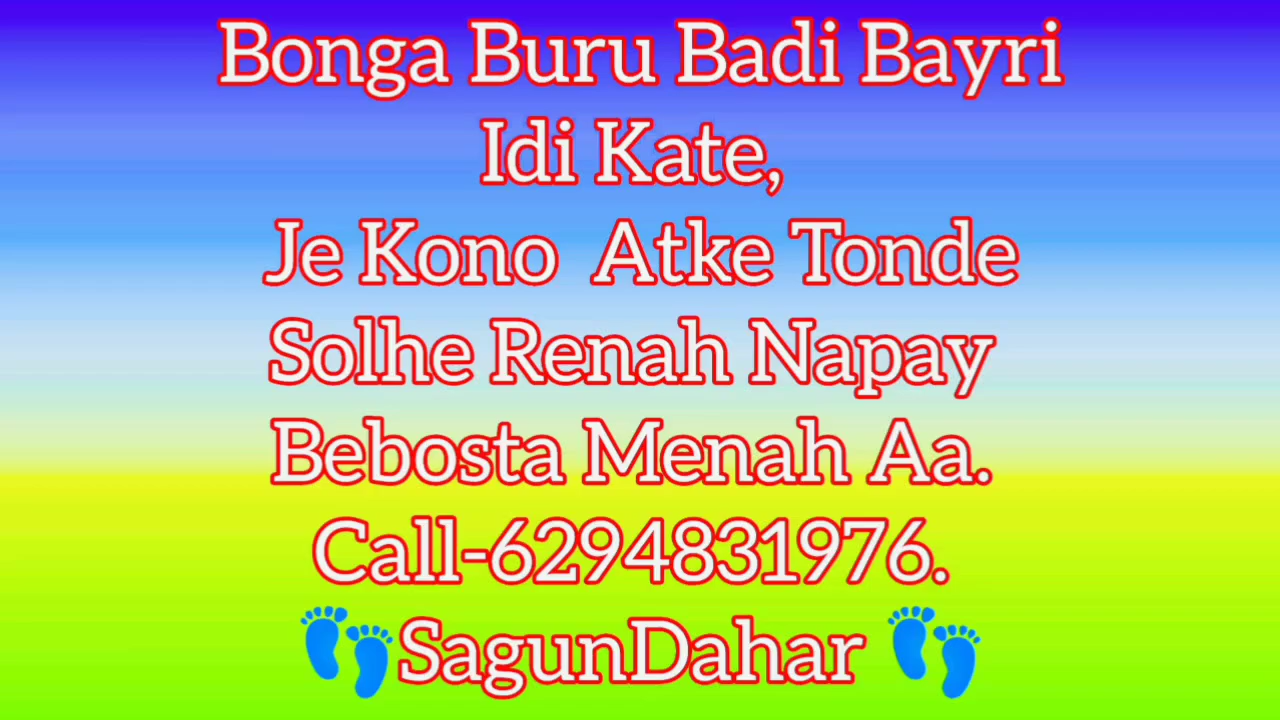 Bonga Buru Badi Bayri
Idi Kate,
Je Kono Atke Tonde
Solhe Renah Napay
Bebosta Menah Aa.
Call-6294831976.
👣SagunDahar 👣